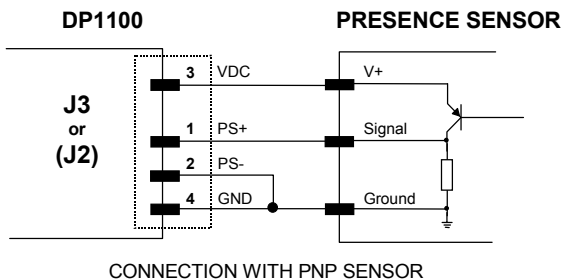 DP1100 PRESENCE SENSOR
J3
or
(J2)
3 VDC V+
1 PS+ Signal
2 PS-
4 GND Ground
CONNECTION WITH PNP SENSOR